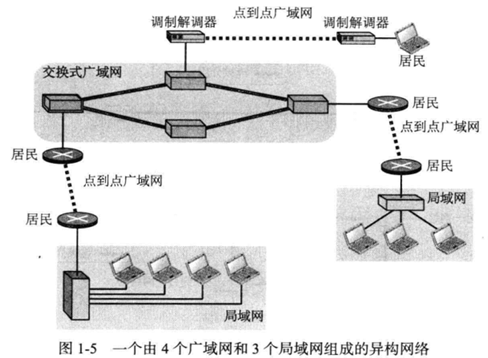 点到点广域网
调制解调器
调制解调器
居民
交换式广域网
居民
点到点广域网
居民
点到点广域网
居民
居民
局域网
局域网
图 1-5 一个由 4 个广域网和 3 个局域网组成的异构网络